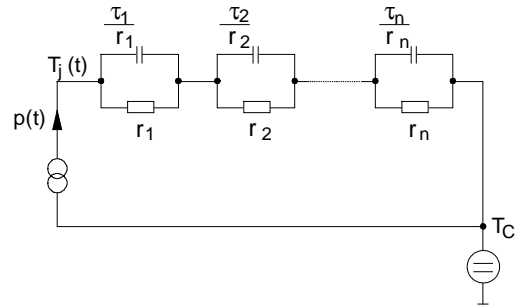 τ1 τ2 τn
r1 r2 rn
Tj (t)
p(t)
r1 r2 rn
TC